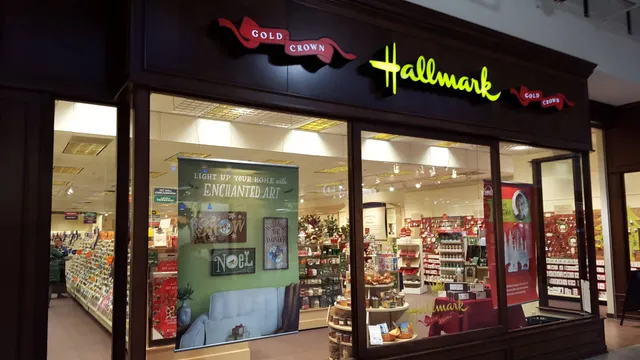 GOLD
CROWN
Hallmark
GOLD
CROWN
LIGHT UP YOUR HOME with
ENCHANTED ART
NOEL
Hallmark